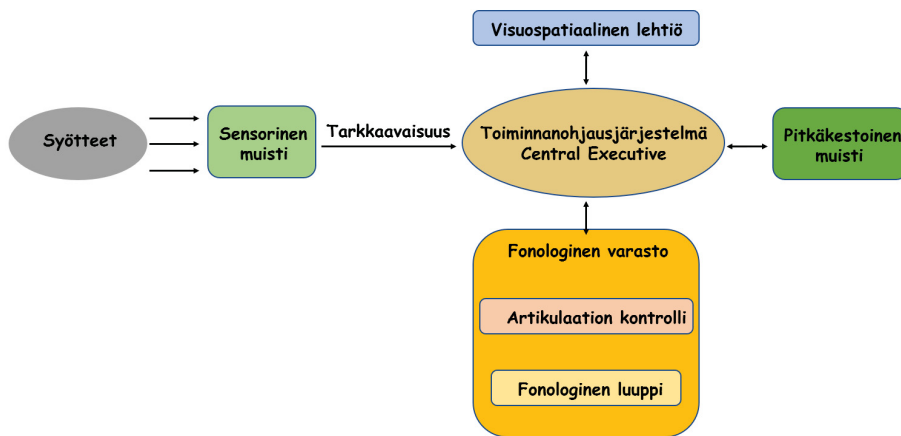 Visuospatiaalinen lehtiö
Syötteet
Sensorinen
muisti
Tarkkaavaisuus
Toiminnanohjausjärjestelmä
Central Executive
Pitkäkestoinen
muisti
Fonologinen varasto
Artikulaation kontrolli
Fonologinen luuppi